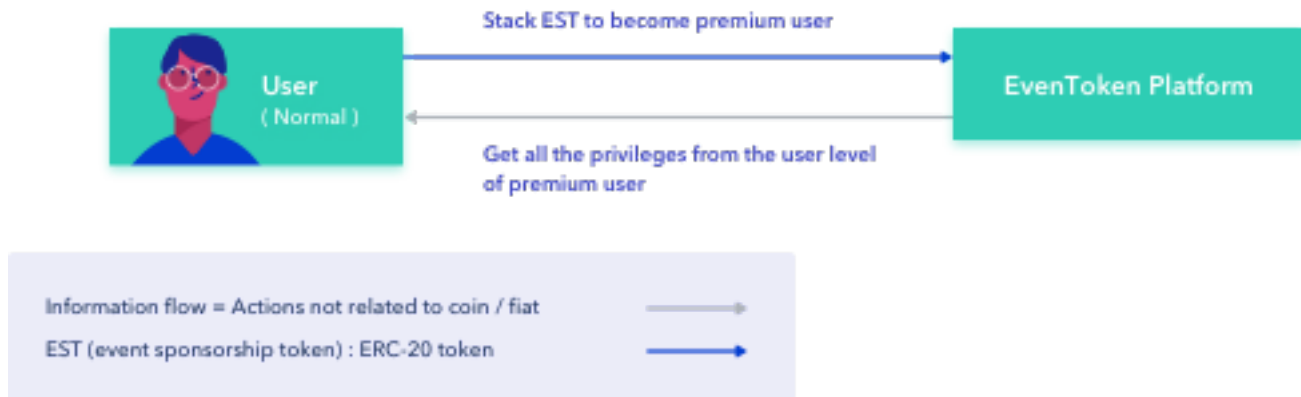 Stack EST to become premium user
User
( Normal )
EvenToken Platform
Get all the privileges from the user level
of premium user
Information flow = Actions not related to coin / fiat
EST (event sponsorship token) : ERC-20 token